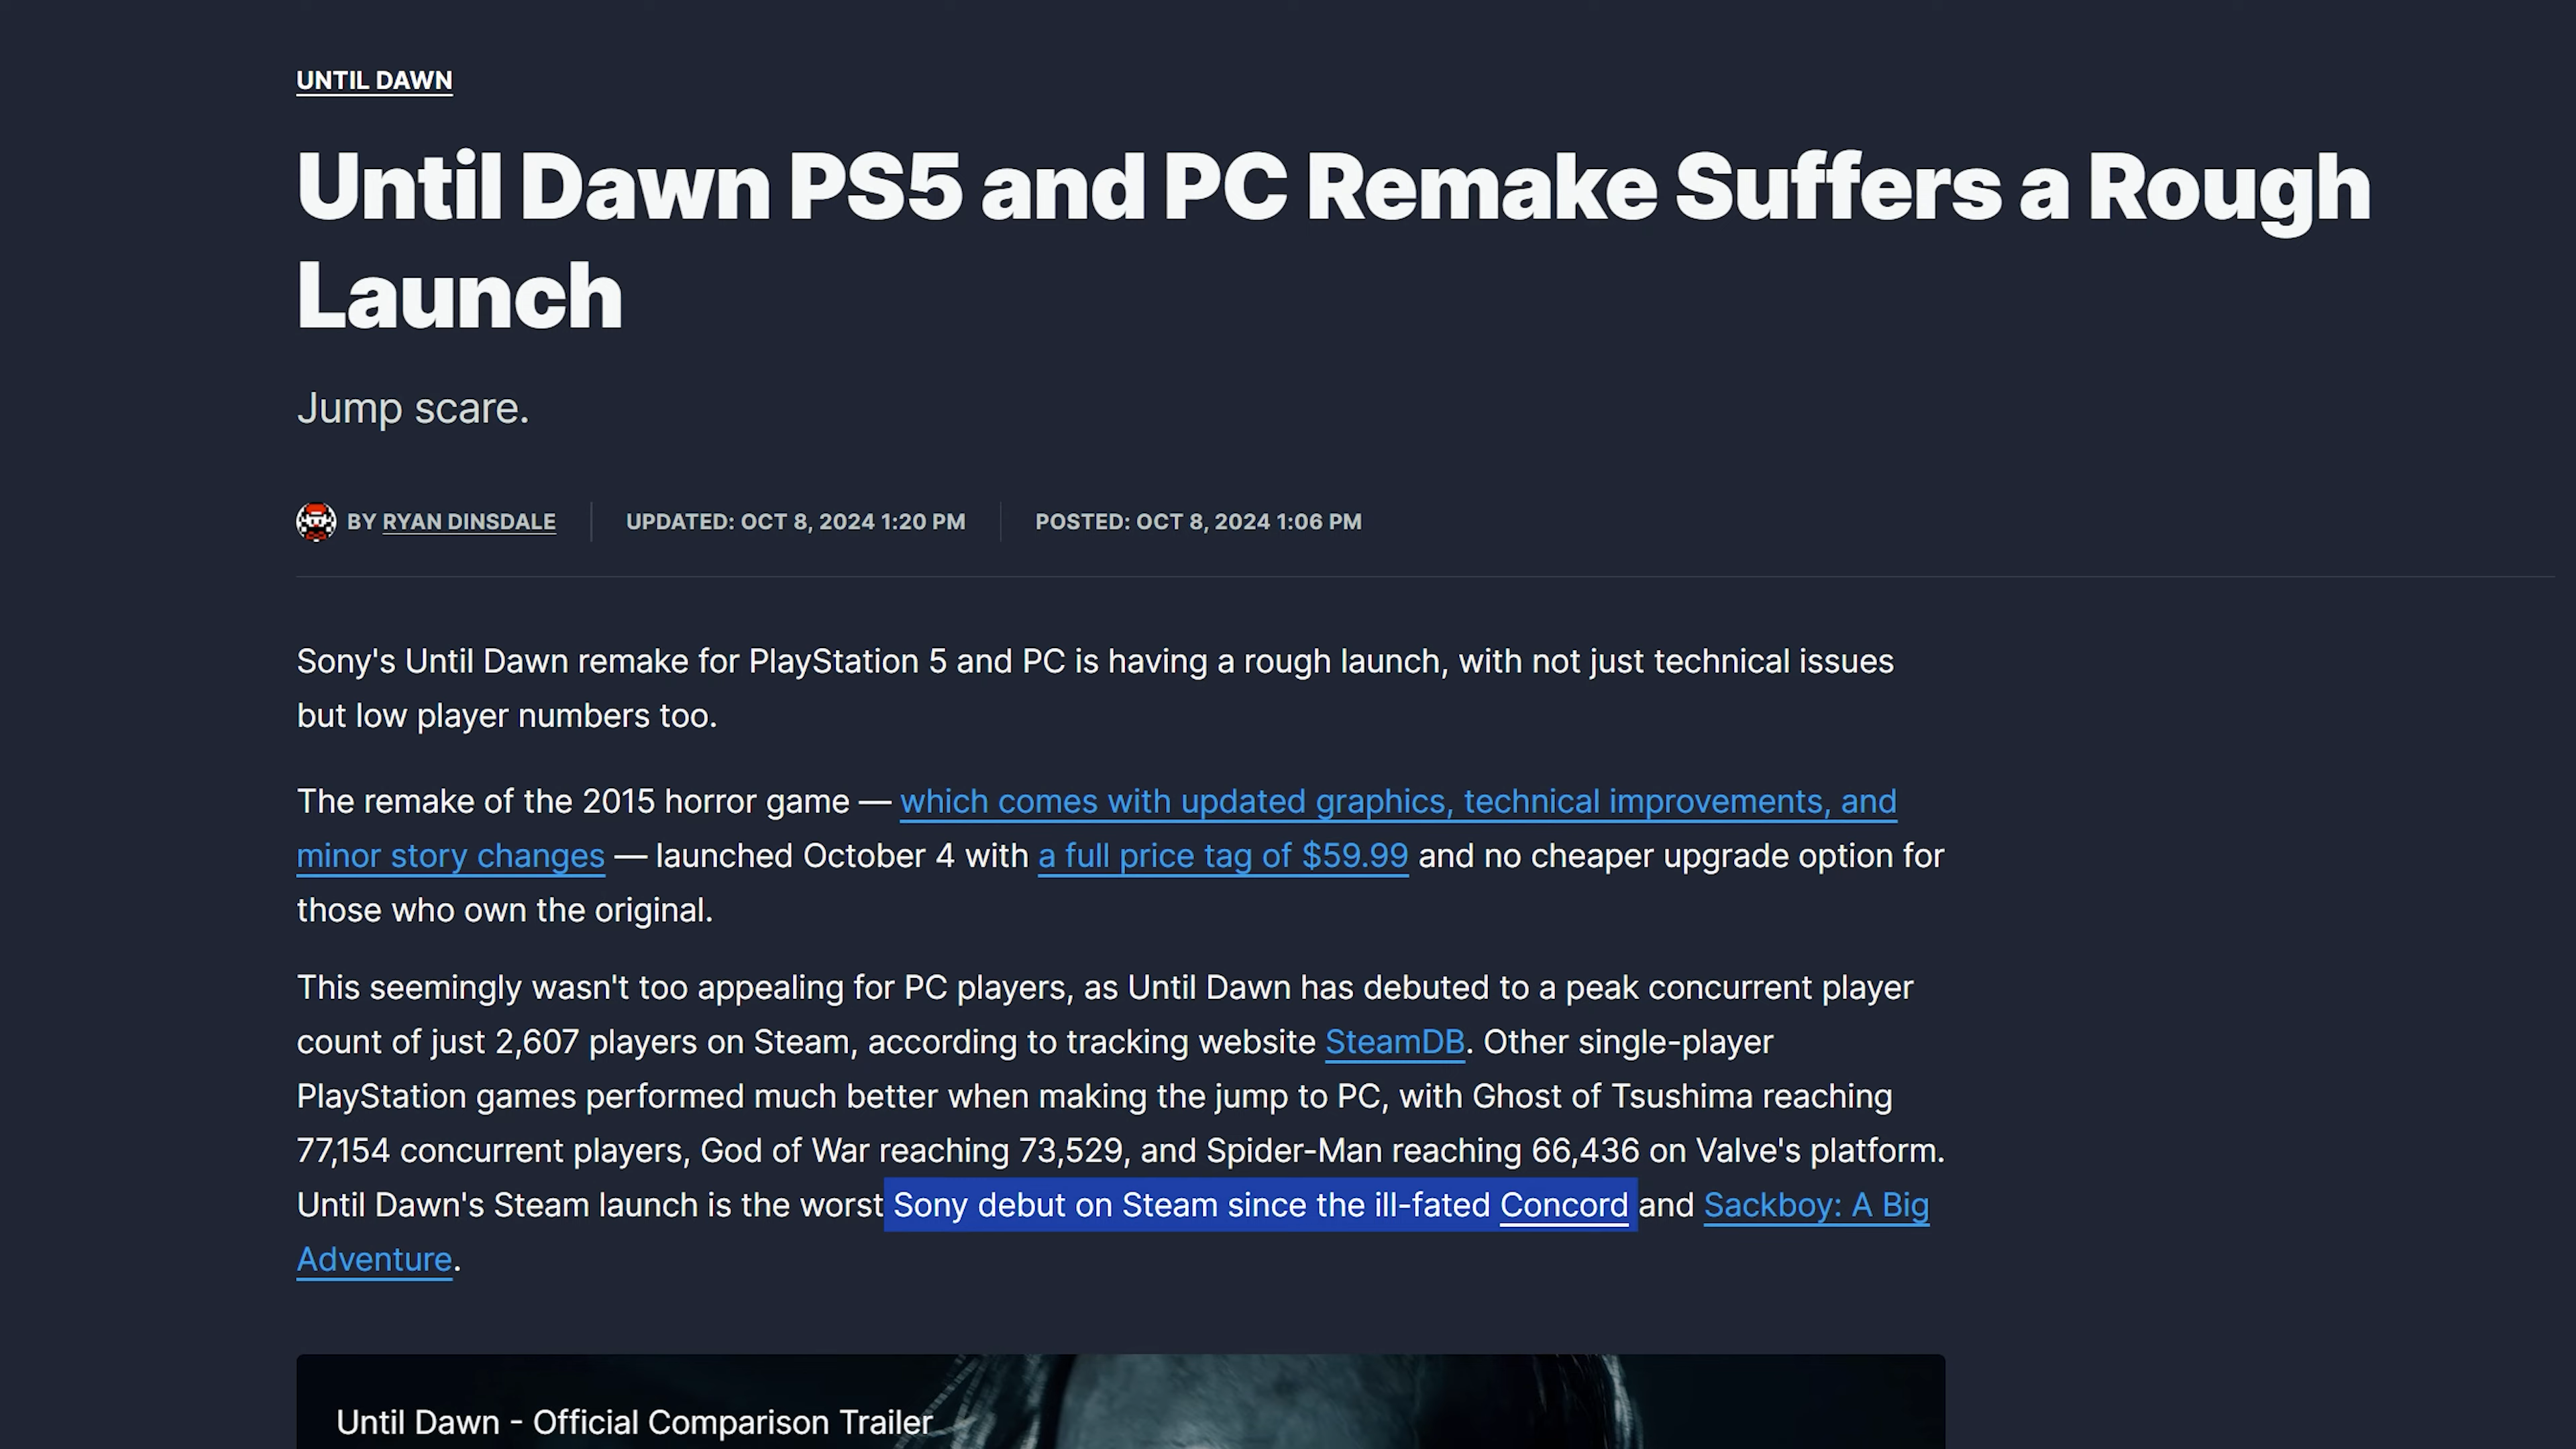 UNTIL DAWN
Until Dawn PS5 and PC Remake Suffers a Rough
Launch
Jump scare.
BY RYAN DINSDALE UPDATED: OCT 8, 2024 1:20 PM POSTED: OCT 8, 2024 1:06 PM
Sony's Until Dawn remake for PlayStation 5 and PC is having a rough launch, with not just technical issues
but low player numbers too.
The remake of the 2015 horror game — which comes with updated graphics, technical improvements, and
minor story changes — launched October 4 with a full price tag of $59.99 and no cheaper upgrade option for
those who own the original.
This seemingly wasn't too appealing for PC players, as Until Dawn has debuted to a peak concurrent player
count of just 2,607 players on Steam, according to tracking website SteamDB. Other single-player
PlayStation games performed much better when making the jump to PC, with Ghost of Tsushima reaching
77,154 concurrent players, God of War reaching 73,529, and Spider-Man reaching 66,436 on Valve's platform.
Until Dawn's Steam launch is the worst Sony debut on Steam since the ill-fated Concord and Sackboy: A Big
Adventure.
Until Dawn - Official Comparison Trailer